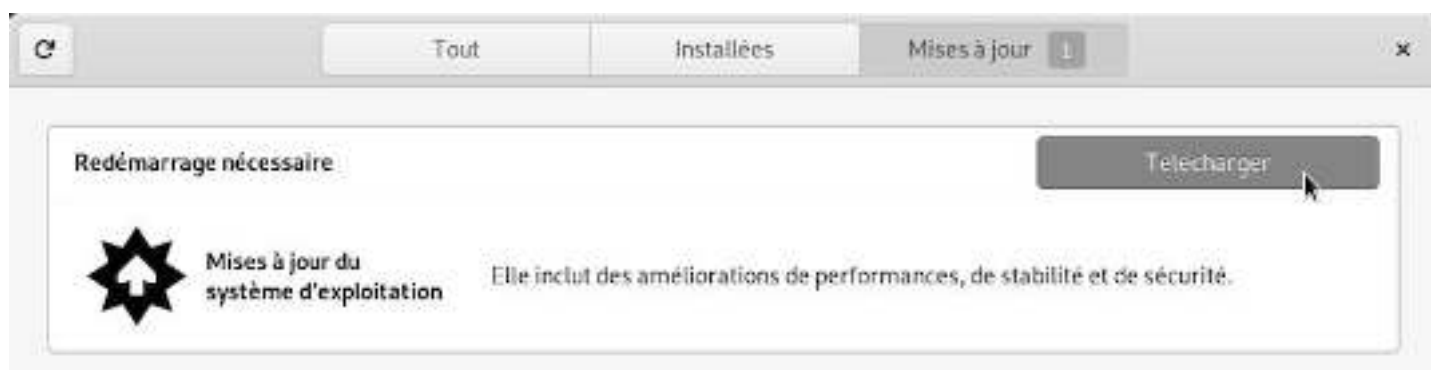 Tout Installées Mises à jour 1
Redémarrage nécessaire Télécharger
Mises à jour du
système d'exploitation
Elle inclut des améliorations de performances, de stabilité et de sécurité.